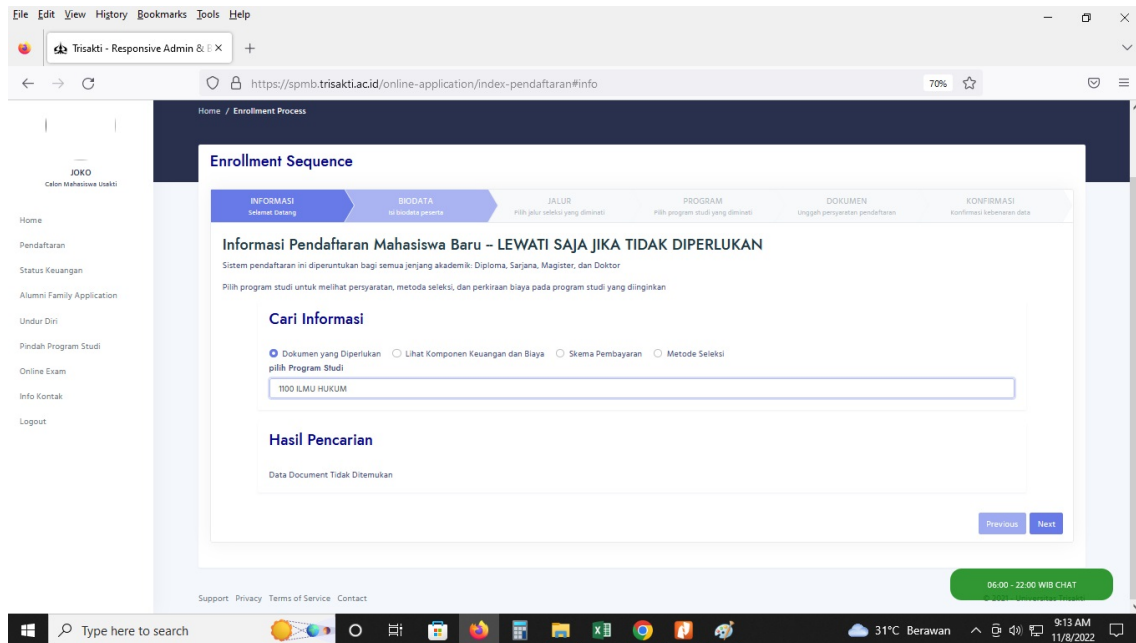 File Edit View History Bookmarks Tools Help
Trisakti - Responsive Admin & B
https://spmb.trisakti.ac.id/online-application/index-pendaftaran#info
70%
Home / Enrollment Process
JOKO
Calon Mahasiswa Usakti
Home
Pendaftaran
Status Keuangan
Alumni Family Application
Undur Diri
Pindah Program Studi
Online Exam
Info Kontak
Logout
Enrollment Sequence
INFORMASI
Selamat Datang
BIODATA
Isi biodata peserta
JALUR
Pilih jalur seleksi yang diminati
PROGRAM
Pilih program studi yang diminati
DOKUMEN
Unggah persyaratan pendaftaran
KONFIRMASI
Konfirmasi kebenaran data
Informasi Pendaftaran Mahasiswa Baru -- LEWATI SAJA JIKA TIDAK DIPERLUKAN
Sistem pendaftaran ini diperuntukan bagi semua jenjang akademik: Diploma, Sarjana, Magister, dan Doktor
Pilih program studi untuk melihat persyaratan, metoda seleksi, dan perkiraan biaya pada program studi yang diinginkan
Cari Informasi
Dokumen yang Diperlukan Lihat Komponen Keuangan dan Biaya Skema Pembayaran Metode Seleksi
pilih Program Studi
1100 ILMU HUKUM
Hasil Pencarian
Data Document Tidak Ditemukan
Previous Next
06:00 - 22:00 WIB CHAT
© 2021 - Universitas Trisakti
Support Privacy Terms of Service Contact
Type here to search
31°C Berawan
9:13 AM
11/8/2022